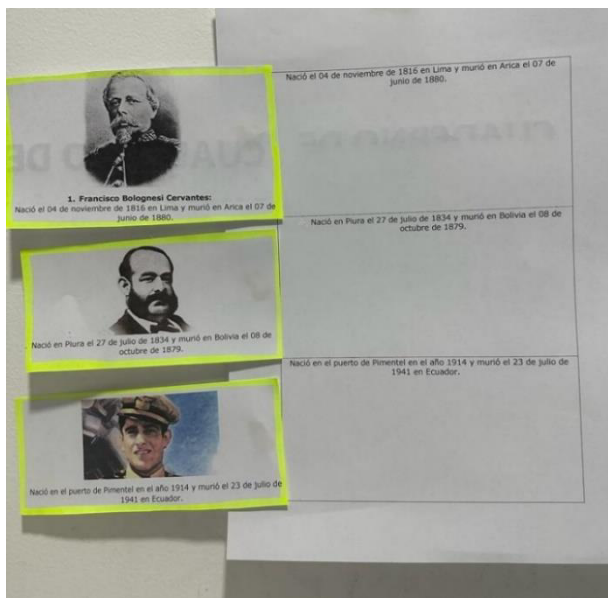 1. Francisco Bolognesi Cervantes:
Nació el 04 de noviembre de 1816 en Lima y murió en Arica el 07 de
junio de 1880.
Nació el 04 de noviembre de 1816 en Lima y murió en Arica el 07 de
junio de 1880.
Nació en Piura el 27 de julio de 1834 y murió en Bolivia el 08 de
octubre de 1879.
Nació en Piura el 27 de julio de 1834 y murió en Bolivia el 08 de
octubre de 1879.
Nació en el puerto de Pimentel en el año 1914 y murió el 23 de julio de
1941 en Ecuador.
Nació en el puerto de Pimentel en el año 1914 y murió el 23 de julio de
1941 en Ecuador.